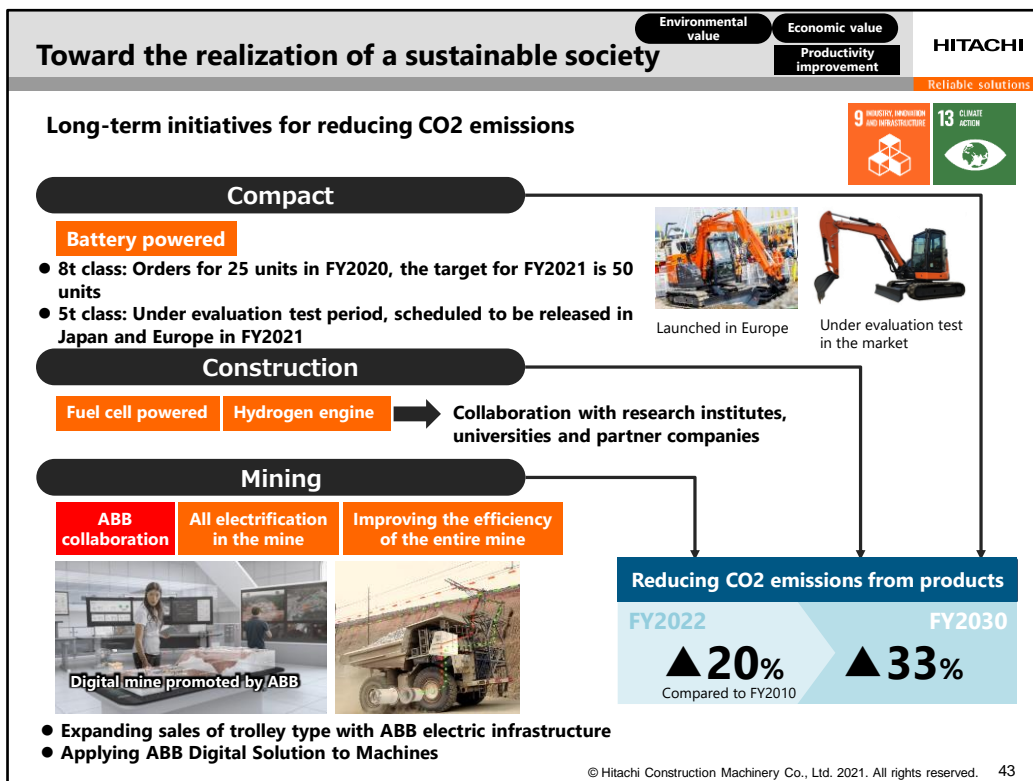 Toward the realization of a sustainable society
Environmental
value
Economic value
Productivity
improvement
HITACHI
Reliable solutions
Long-term initiatives for reducing CO2 emissions
9 INDUSTRY, INNOVATION
AND INFRASTRUCTURE
13 CLIMATE
ACTION
Compact
Battery powered
● 8t class: Orders for 25 units in FY2020, the target for FY2021 is 50
units
● 5t class: Under evaluation test period, scheduled to be released in
Japan and Europe in FY2021
Launched in Europe
Under evaluation test
in the market
Construction
Fuel cell powered
Hydrogen engine
Collaboration with research institutes,
universities and partner companies
Mining
ABB
collaboration
All electrification
in the mine
Improving the efficiency
of the entire mine
Digital mine promoted by ABB
Reducing CO2 emissions from products
FY2022
FY2030
▲20%
Compared to FY2010
▲33%
● Expanding sales of trolley type with ABB electric infrastructure
● Applying ABB Digital Solution to Machines
© Hitachi Construction Machinery Co., Ltd. 2021. All rights reserved. 43